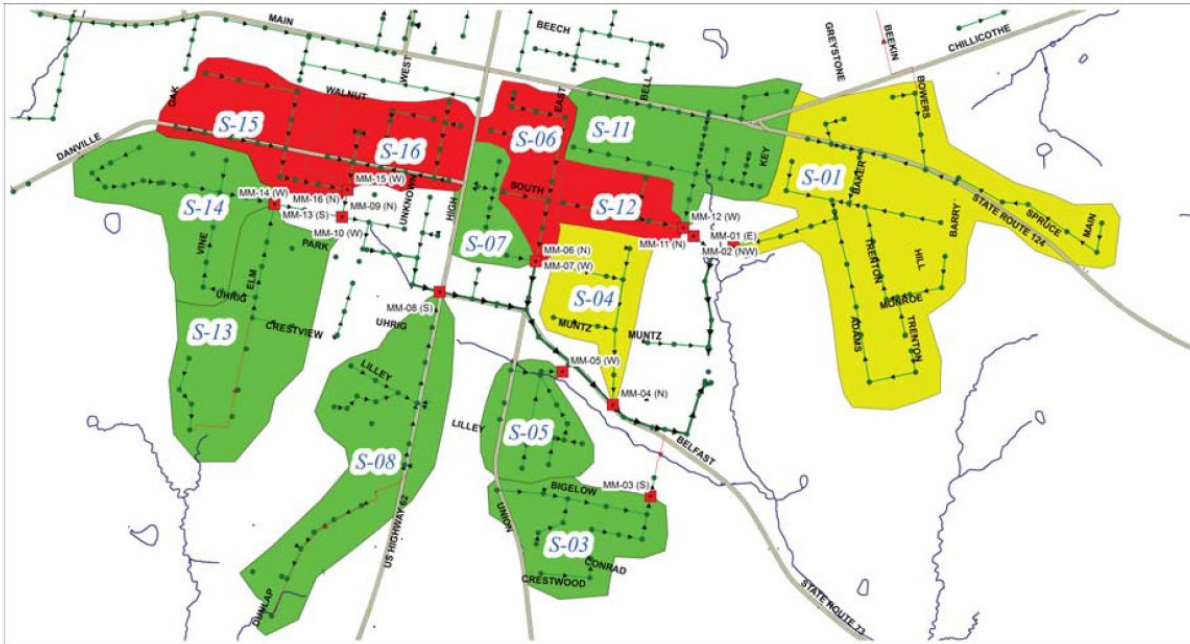 MAIN
BEECH
WEST
GREYSTONE
BEEKIN
CHILLICOTHE
OAK
WALNUT
EAST
BELL
BOWERS
S-15
S-06
S-11
DANVILLE
S-16
KEY
S-01
BAKER
MM-15 (W)
SOUTH
MM-14 (W)
MM-16 (N)
UNKNOWN
HIGH
S-12
BARRY
SPRUCE
MAIN
S-14
MM-13 (S)
MM-09 (N)
MM-12 (W)
STATE ROUTE 124
MM-10 (W)
S-07
MM-11 (N)
MM-01 (E)
VINE
PARK
MM-06 (N)
MM-02 (NW)
TRENTON
HILL
MM-07 (W)
ELM
UHRIG
S-04
MONROE
MM-08 (S)
S-13
CRESTVIEW
UHRIG
MUNTZ
MUNTZ
ADAMS
TRENTON
LILLEY
MM-05 (W)
MM-04 (N)
LILLEY
S-05
BELFAST
S-08
BIGELOW
MM-03 (S)
US HIGHWAY 62
UNION
S-03
CONRAD
CRESTWOOD
DUNLAP
STATE ROUTE 73